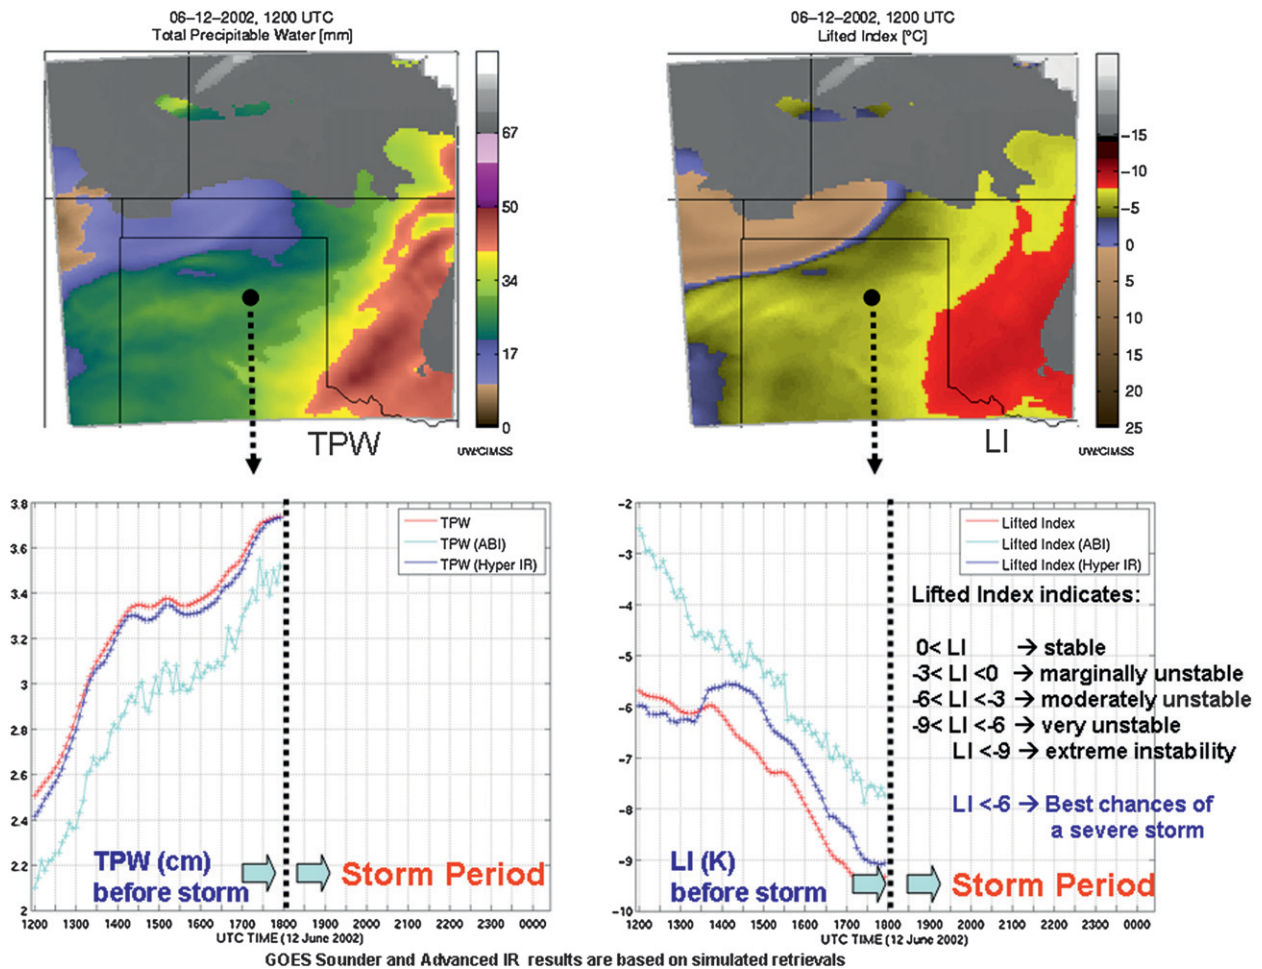 06–12–2002, 1200 UTC
Total Precipitable Water [mm]
67
50
34
17
0
UW/CIMSS
TPW
06–12–2002, 1200 UTC
Lifted Index [°C]
–15
–10
–5
0
5
10
15
20
25
UW/CIMSS
LI
3.8
3.6
3.4
3.2
3
2.8
2.6
2.4
2.2
2
TPW
TPW (ABI)
TPW (Hyper IR)
TPW (cm)
before storm
Storm Period
1200 1300 1400 1500 1600 1700 1800 1900 2000 2100 2200 2300 0000
UTC TIME (12 June 2002)
–2
–3
–4
–5
–6
–7
–8
–9
–10
Lifted Index
Lifted Index (ABI)
Lifted Index (Hyper IR)
Lifted Index indicates:
0< LI → stable
-3< LI <0 → marginally unstable
-6< LI <-3 → moderately unstable
-9< LI <-6 → very unstable
LI <-9 → extreme instability
LI <-6 → Best chances of
a severe storm
LI (K)
before storm
Storm Period
1200 1300 1400 1500 1600 1700 1800 1900 2000 2100 2200 2300 0000
UTC TIME (12 June 2002)
GOES Sounder and Advanced IR results are based on simulated retrievals